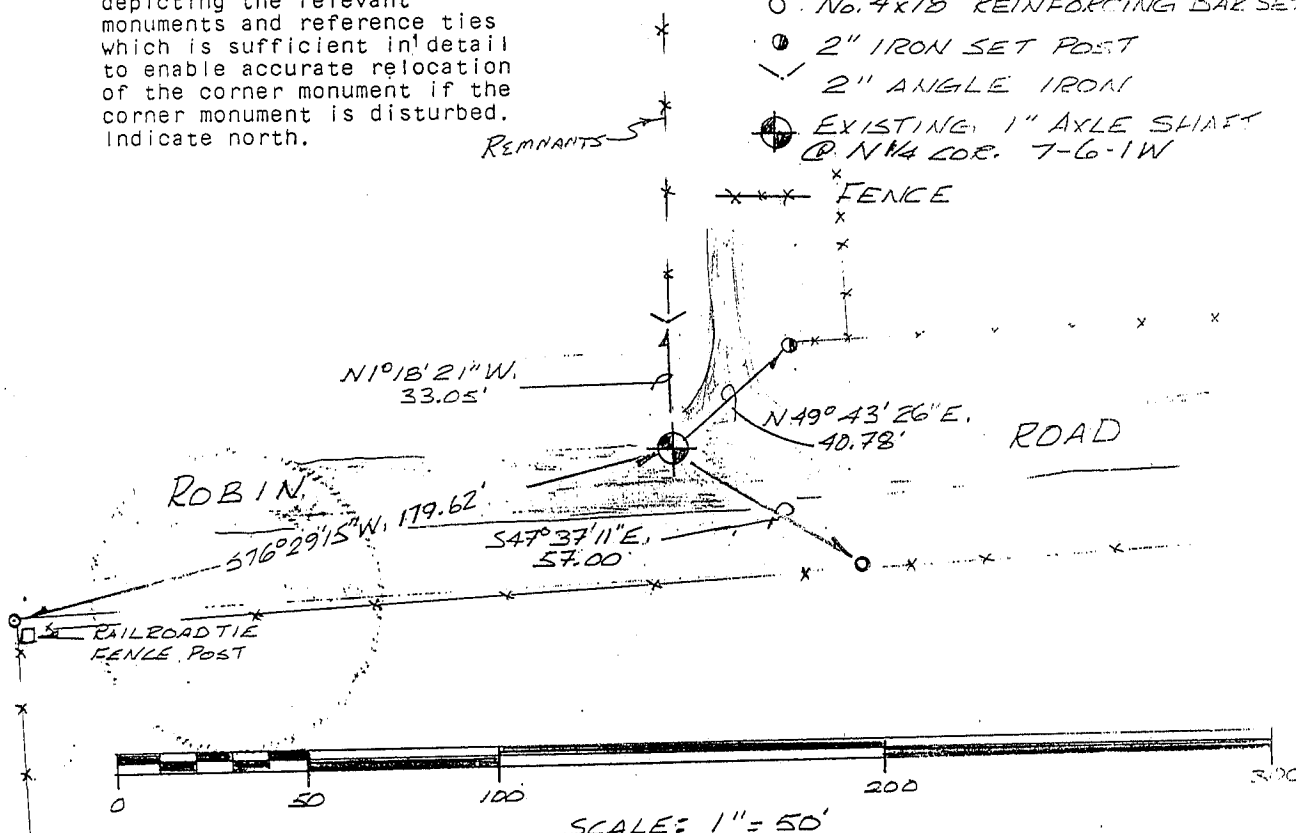 depicting the relevant
monuments and reference ties
which is sufficient in detail
to enable accurate relocation
of the corner monument if the
corner monument is disturbed.
Indicate north.
No. 4x18 REINFORCING BAR SET
2" IRON SET POST
2" ANGLE IRON
EXISTING 1" AXLE SHAFT
@ N1/4 COR. 7-6-1W
FENCE
REMNANTS
N1°18'21"W.
33.05'
N49°43'26"E.
40.78'
ROAD
ROBIN
S76°29'15"W. 179.62'
S47°37'11"E.
57.00'
RAILROAD TIE
FENCE POST
0 50 100 200 300
SCALE: 1"=50'